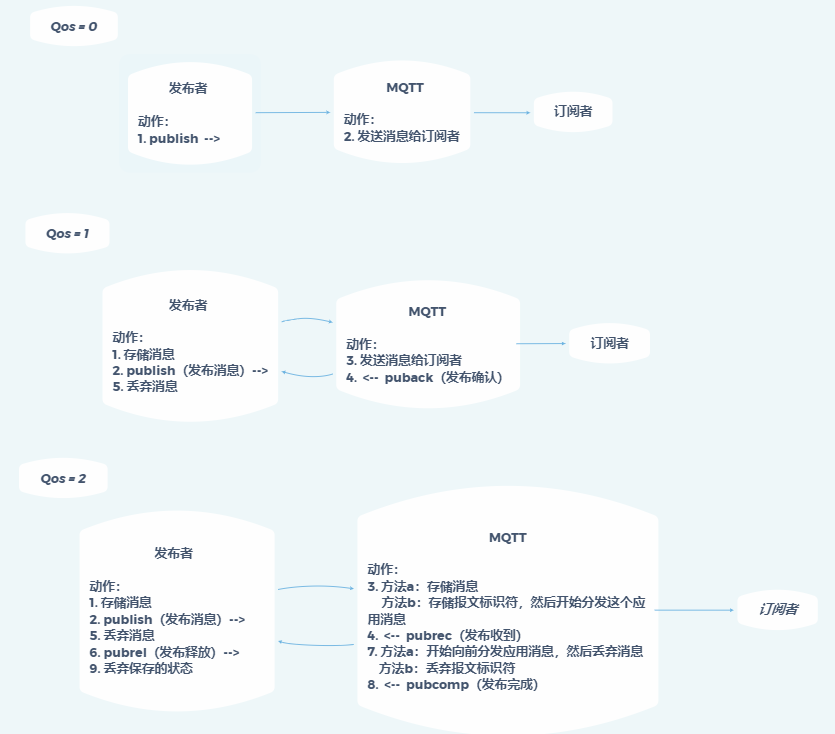 Qos = 0
发布者
动作：
1. publish -->
MQTT
动作：
2. 发送消息给订阅者
订阅者
Qos = 1
发布者
动作：
1. 存储消息
2. publish（发布消息）-->
5. 丢弃消息
MQTT
动作：
3. 发送消息给订阅者
4. <-- puback（发布确认）
订阅者
Qos = 2
发布者
动作：
1. 存储消息
2. publish（发布消息）-->
5. 丢弃消息
6. pubrel（发布释放）-->
9. 丢弃保存的状态
MQTT
动作：
3. 方法a：存储消息
方法b：存储报文标识符，然后开始分发这个应
用消息
4. <-- pubrec（发布收到）
7. 方法a：开始向前分发应用消息，然后丢弃消息
方法b：丢弃报文标识符
8. <-- pubcomp（发布完成）
订阅者